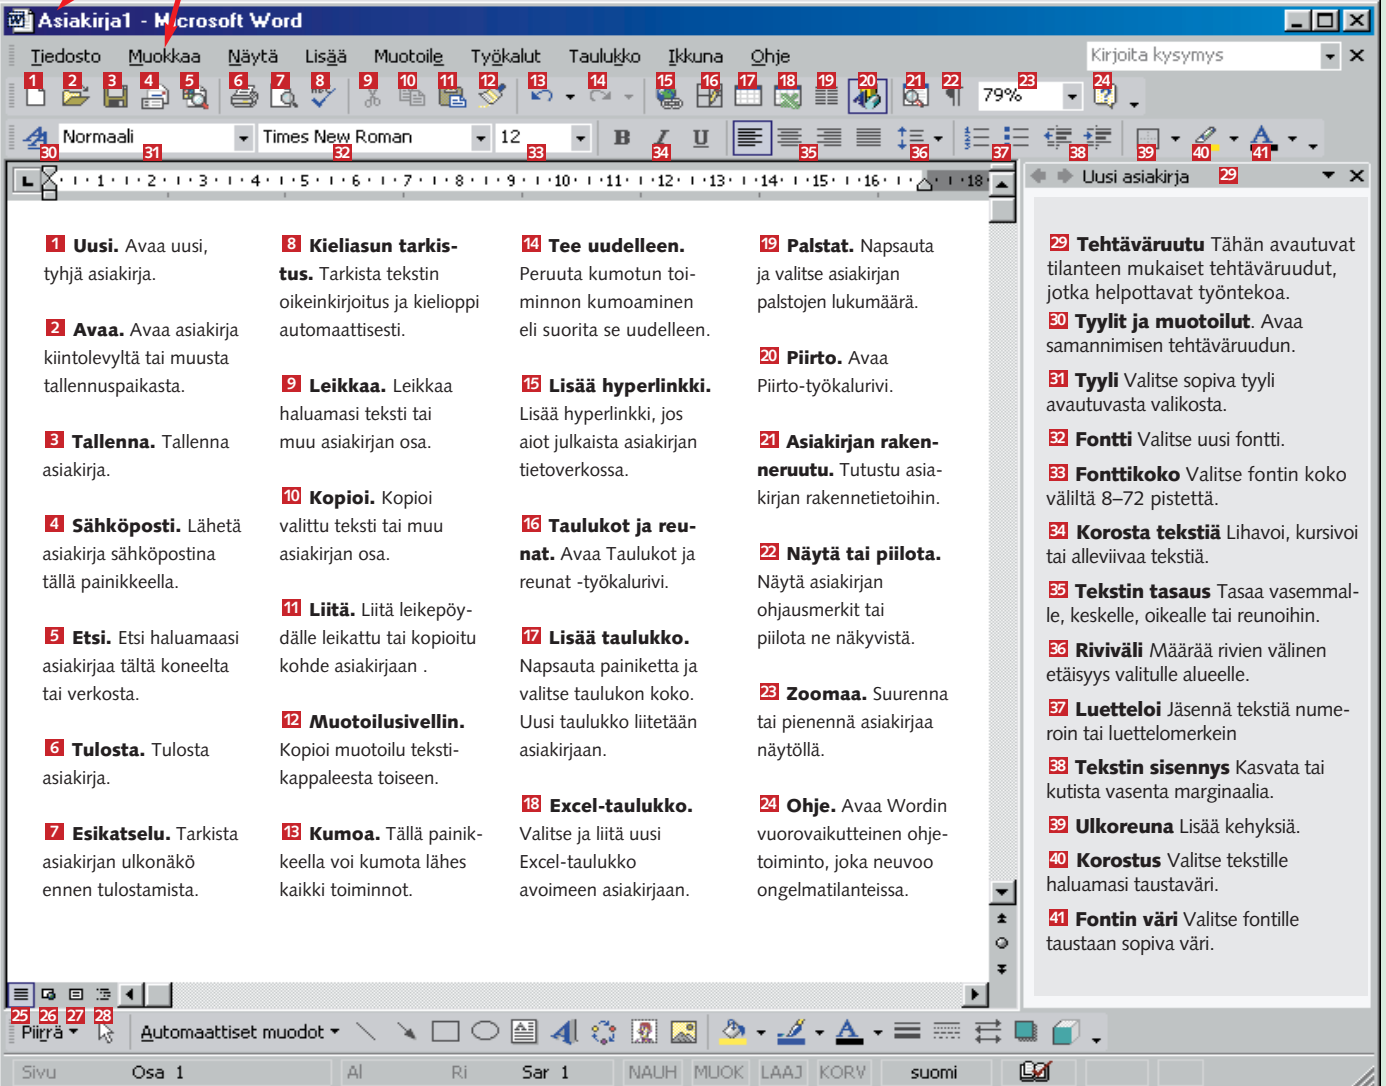 Asiakirja1 - Microsoft Word
Tiedosto Muokkaa Näytä Lisää Muotoile Työkalut Taulukko Ikkuna Ohje Kirjoita kysymys
1 2 3 4 5 6 7 8 9 10 11 12 13 14 15 16 17 18 19 20 21 22 23 24
79%
Normaali Times New Roman 12 B I U A
30 31 32 33 34 35 36 37 38 39 40 41
1 2 3 4 5 6 7 8 9 10 11 12 13 14 15 16 18
Uusi asiakirja 29
1 Uusi. Avaa uusi,
tyhjä asiakirja.
2 Avaa. Avaa asiakirja
kiintolevyltä tai muusta
tallennuspaikasta.
3 Tallenna. Tallenna
asiakirja.
4 Sähköposti. Lähetä
asiakirja sähköpostina
tällä painikkeella.
5 Etsi. Etsi haluamaasi
asiakirjaa tältä koneelta
tai verkosta.
6 Tulosta. Tulosta
asiakirja.
7 Esikatselu. Tarkista
asiakirjan ulkonäkö
ennen tulostamista.
8 Kieliasun tarkis-
tus. Tarkista tekstin
oikeinkirjoitus ja kielioppi
automaattisesti.
9 Leikkaa. Leikkaa
haluamasi teksti tai
muu asiakirjan osa.
10 Kopioi. Kopioi
valittu teksti tai muu
asiakirjan osa.
11 Liitä. Liitä leikepöy-
dälle leikattu tai kopioitu
kohde asiakirjaan .
12 Muotoilusivellin.
Kopioi muotoilu teksti-
kappaleesta toiseen.
13 Kumoa. Tällä painik-
keella voi kumota lähes
kaikki toiminnot.
14 Tee uudelleen.
Peruuta kumotun toi-
minnon kumoaminen
eli suorita se uudelleen.
15 Lisää hyperlinkki.
Lisää hyperlinkki, jos
aiot julkaista asiakirjan
tietoverkossa.
16 Taulukot ja reu-
nat. Avaa Taulukot ja
reunat -työkalurivi.
17 Lisää taulukko.
Napsauta painiketta ja
valitse taulukon koko.
Uusi taulukko liitetään
asiakirjaan.
18 Excel-taulukko.
Valitse ja liitä uusi
Excel-taulukko
avoimeen asiakirjaan.
19 Palstat. Napsauta
ja valitse asiakirjan
palstojen lukumäärä.
20 Piirto. Avaa
Piirto-työkalurivi.
21 Asiakirjan raken-
neruutu. Tutustu asia-
kirjan rakennetietoihin.
22 Näytä tai piilota.
Näytä asiakirjan
ohjausmerkit tai
piilota ne näkyvistä.
23 Zoomaa. Suurenna
tai pienennä asiakirjaa
näytöllä.
24 Ohje. Avaa Wordin
vuorovaikutteinen ohje-
toiminto, joka neuvoo
ongelmatilanteissa.
29 Tehtäväruutu Tähän avautuvat
tilanteen mukaiset tehtäväruudut,
jotka helpottavat työntekoa.
30 Tyylit ja muotoilut. Avaa
samannimisen tehtäväruudun.
31 Tyyli Valitse sopiva tyyli
avautuvasta valikosta.
32 Fontti Valitse uusi fontti.
33 Fonttikoko Valitse fontin koko
väliltä 8–72 pistettä.
34 Korosta tekstiä Lihavoi, kursivoi
tai alleviivaa tekstiä.
35 Tekstin tasaus Tasaa vasemmal-
le, keskelle, oikealle tai reunoihin.
36 Riviväli Määrää rivien välinen
etäisyys valitulle alueelle.
37 Luetteloi Jäsennä tekstiä nume-
roin tai luettelomerkein
38 Tekstin sisennys Kasvata tai
kutista vasenta marginaalia.
39 Ulkoreuna Lisää kehyksiä.
40 Korostus Valitse tekstille
haluamasi taustaväri.
41 Fontin väri Valitse fontille
taustaan sopiva väri.
25 26 27 28
Piirrä Automaattiset muodot A
Sivu Osa 1 Al Ri Sar 1 NAUH MUOK LAAJ KORV suomi